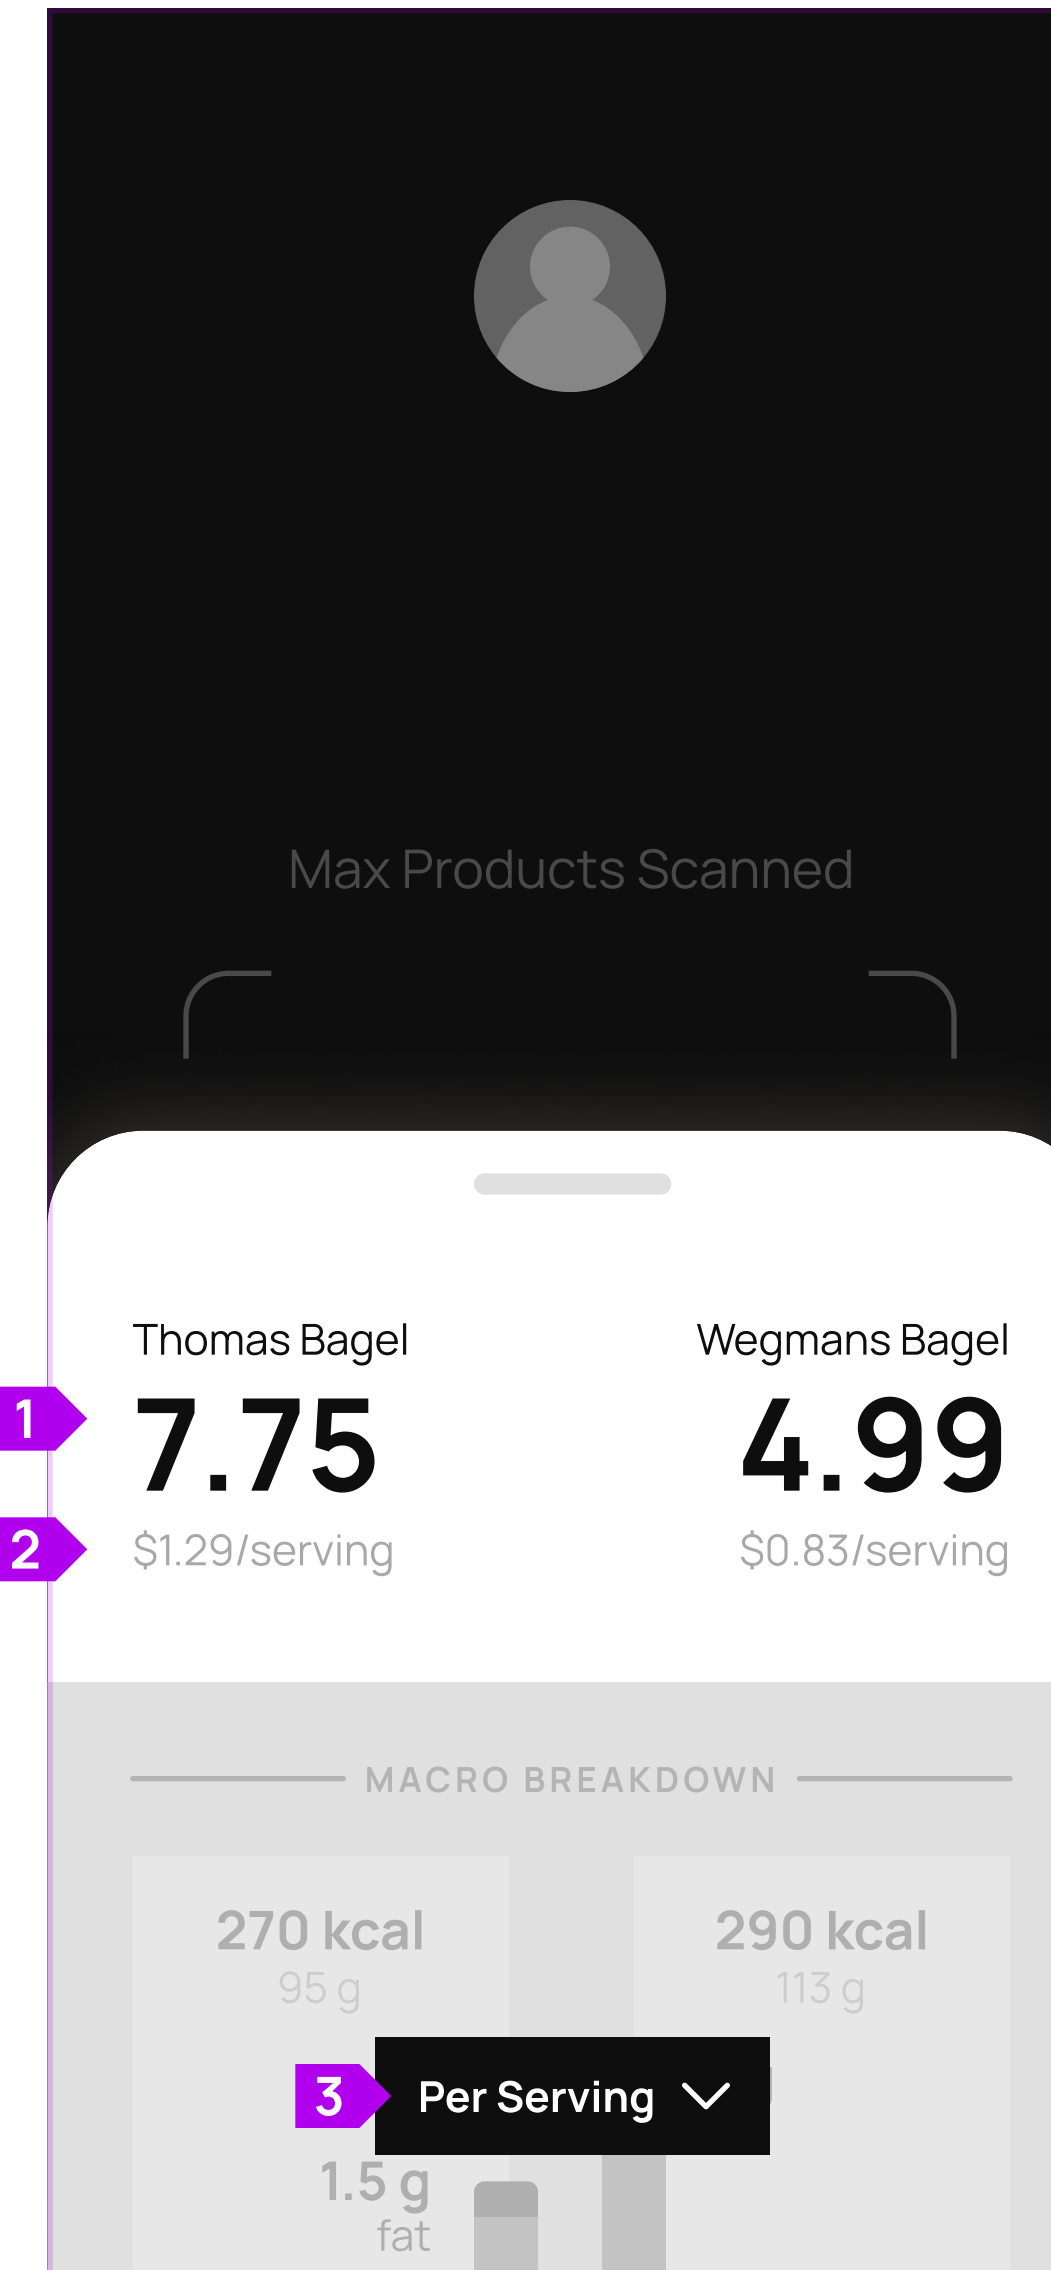 Max Products Scanned
Thomas Bagel
Wegmans Bagel
1
7.75
4.99
2
$1.29/serving
$0.83/serving
MACRO BREAKDOWN
270 kcal
290 kcal
95 g
113 g
3
Per Serving
1.5 g
fat